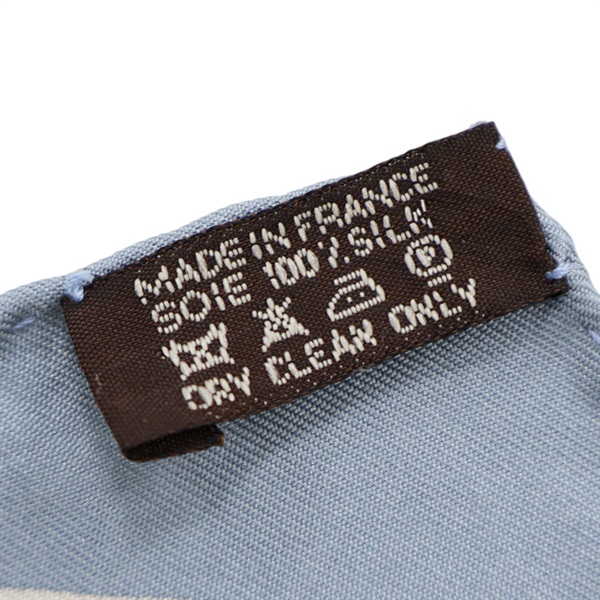 MADE IN FRANCE
SOIE 100% SILK
P
DRY CLEAN ONLY